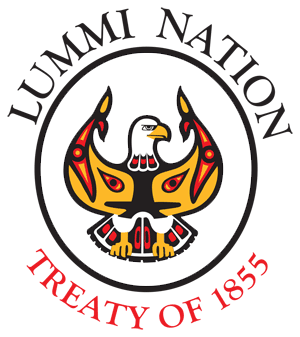 LUMMI NATION
TREATY OF 1855